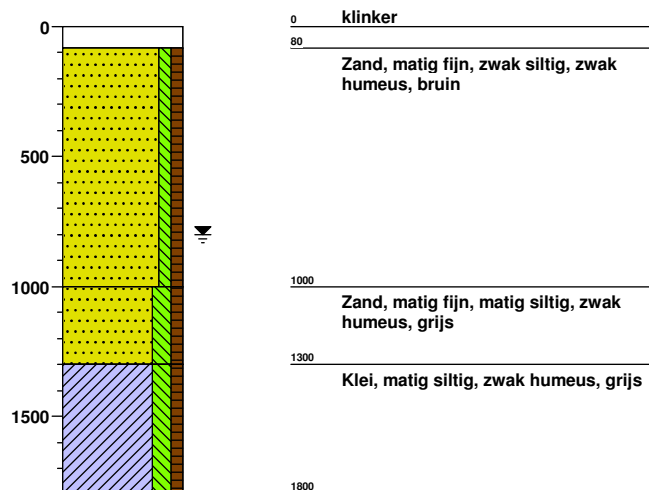 0
0
klinker
80
Zand, matig fijn, zwak siltig, zwak
humeus, bruin
500
1000
1000
Zand, matig fijn, matig siltig, zwak
humeus, grijs
1300
Klei, matig siltig, zwak humeus, grijs
1500
1800